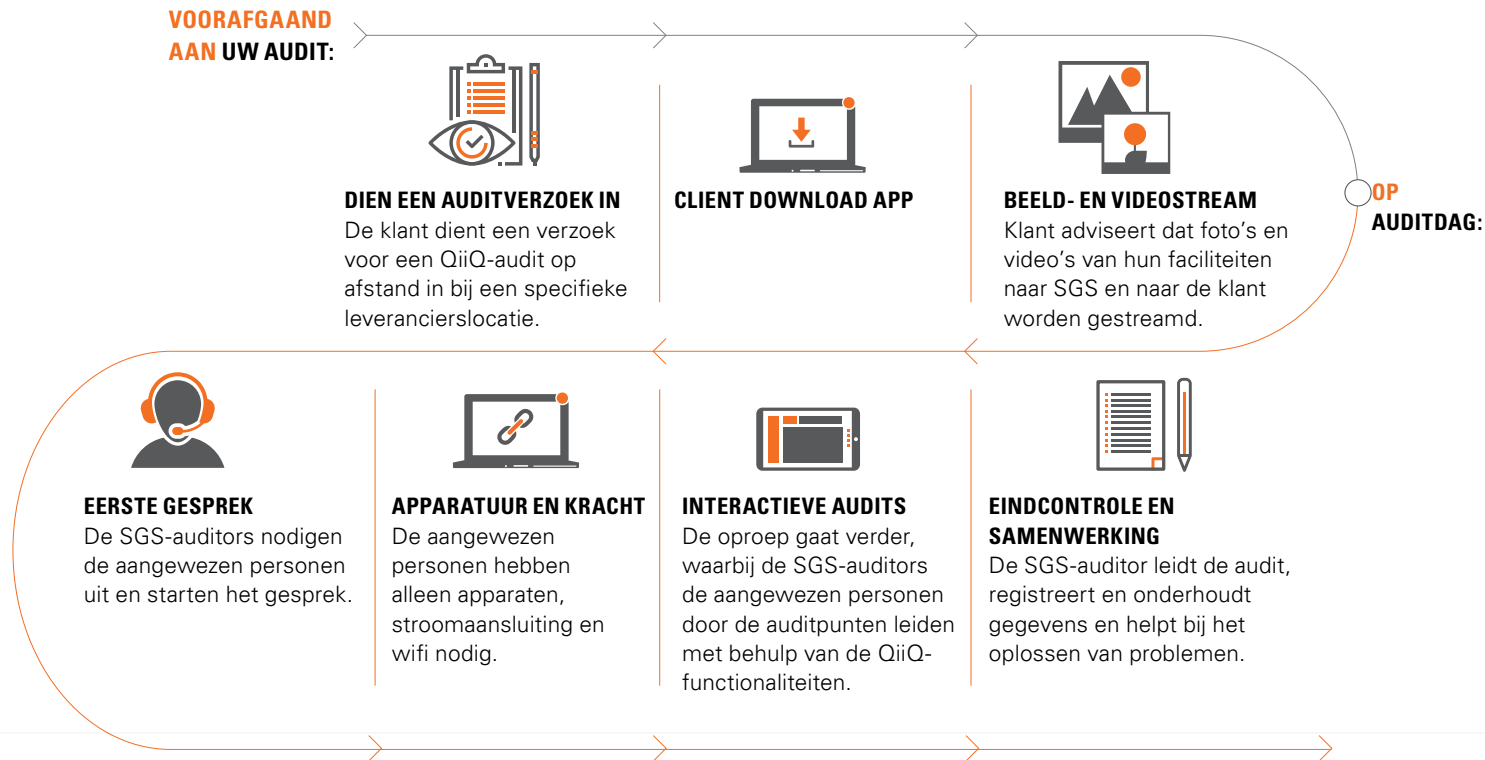 VOORAFGAAND
AAN UW AUDIT:
DIEN EEN AUDITVERZOEK IN
De klant dient een verzoek
voor een QiiQ-audit op
afstand in bij een specifieke
leverancierslocatie.
CLIENT DOWNLOAD APP
BEELD- EN VIDEOSTREAM
Klant adviseert dat foto’s en
video’s van hun faciliteiten
naar SGS en naar de klant
worden gestreamd.
OP
AUDITDAG:
EERSTE GESPREK
De SGS-auditors nodigen
de aangewezen personen
uit en starten het gesprek.
APPARATUUR EN KRACHT
De aangewezen
personen hebben
alleen apparaten,
stroomaansluiting en
wifi nodig.
INTERACTIEVE AUDITS
De oproep gaat verder,
waarbij de SGS-auditors
de aangewezen personen
door de auditpunten leiden
met behulp van de QiiQ-
functionaliteiten.
EINDCONTROLE EN
SAMENWERKING
De SGS-auditor leidt de audit,
registreert en onderhoudt
gegevens en helpt bij het
oplossen van problemen.